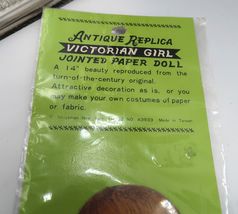 ANTIQUE REPLICA
VICTORIAN GIRL
JOINTED PAPER DOLL
A 14" beauty reproduced from the
turn-of-the-century original.
Attractive decoration as is, or you
may make your own costumes of paper
or fabric.
NO Made in Taiwan